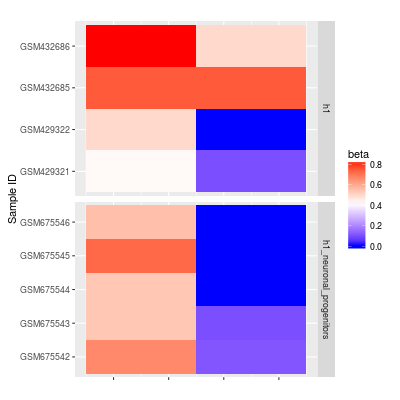 GSM432686
GSM432685
GSM429322
GSM429321
h1
GSM675546
GSM675545
GSM675544
GSM675543
GSM675542
h1_neuronal_progenitors
Sample ID
beta
0.8
0.6
0.4
0.2
0.0